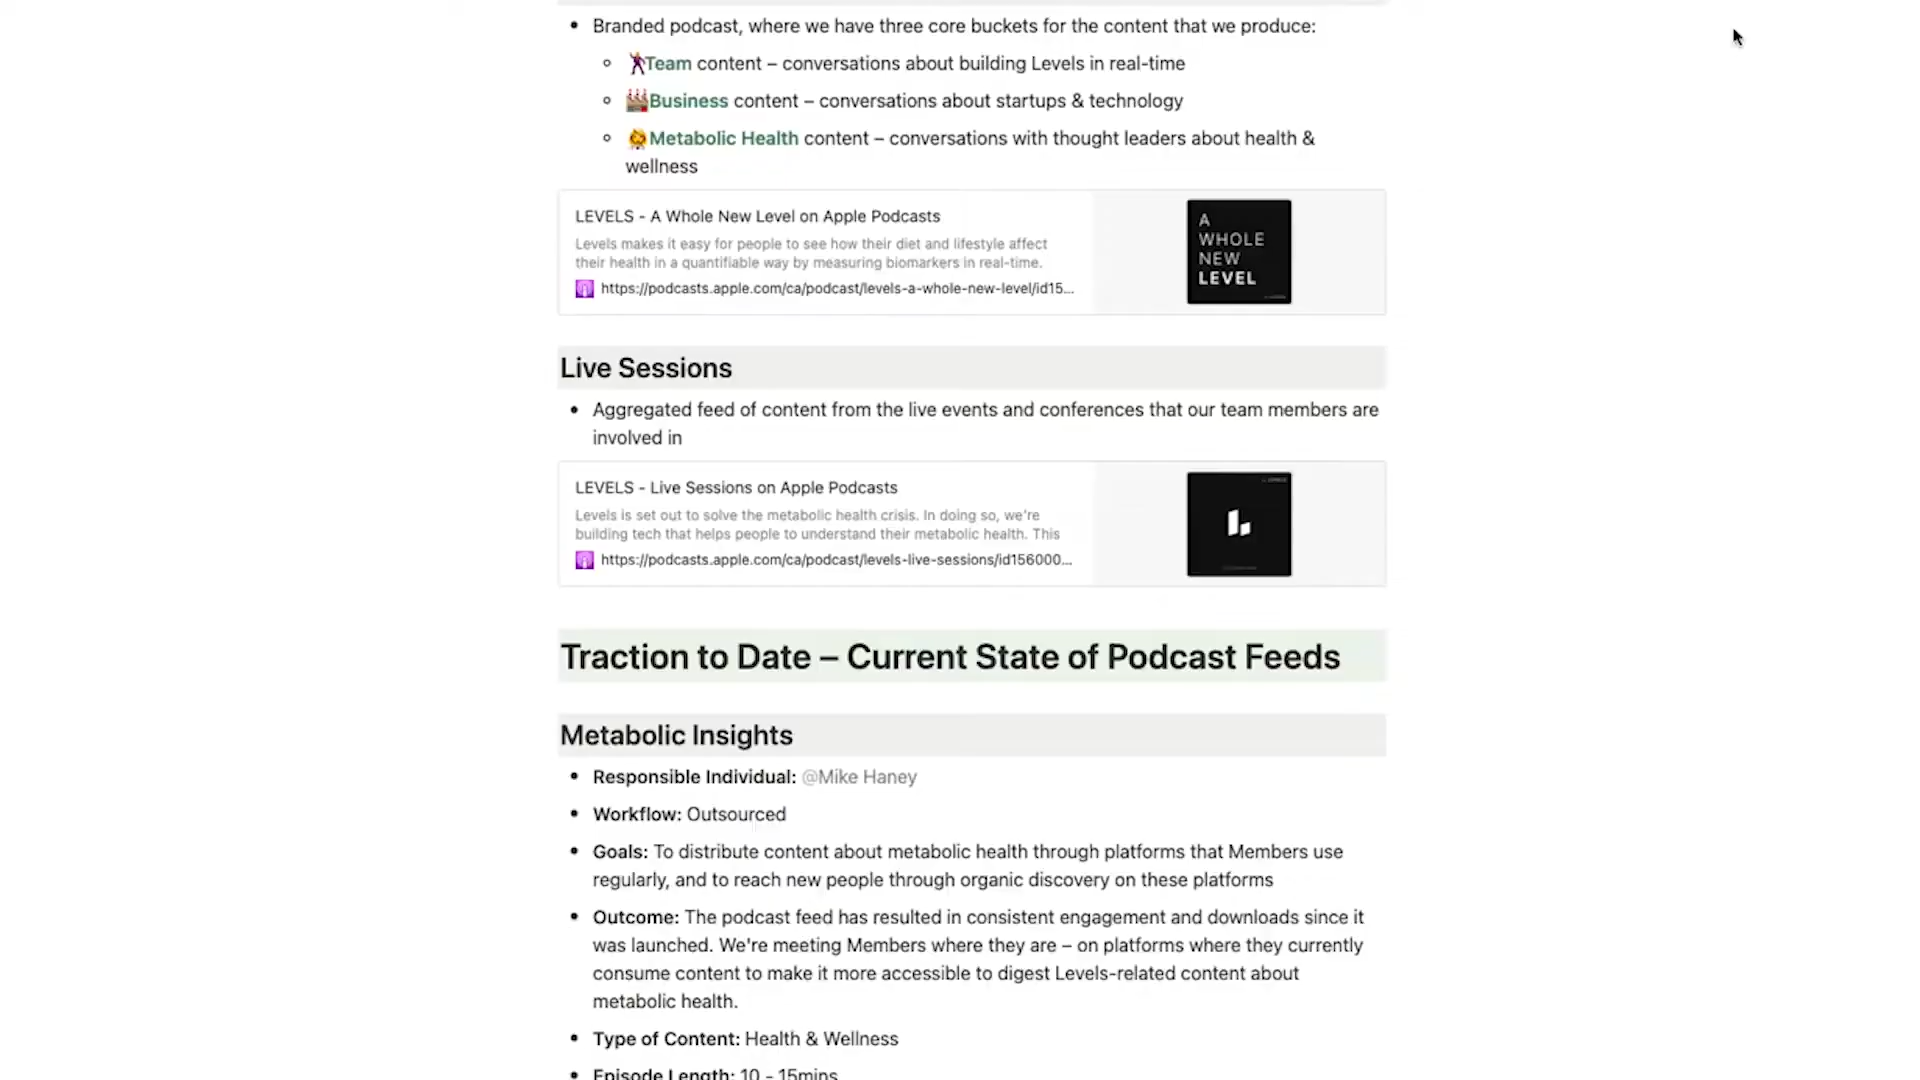 Branded podcast, where we have three core buckets for the content that we produce:
Team content – conversations about building Levels in real-time
Business content – conversations about startups & technology
Metabolic Health content – conversations with thought leaders about health &
wellness
LEVELS - A Whole New Level on Apple Podcasts
Levels makes it easy for people to see how their diet and lifestyle affect
their health in a quantifiable way by measuring biomarkers in real-time.
https://podcasts.apple.com/ca/podcast/levels-a-whole-new-level/id15...
A
WHOLE
NEW
LEVEL
Live Sessions
Aggregated feed of content from the live events and conferences that our team members are
involved in
LEVELS - Live Sessions on Apple Podcasts
Levels is set out to solve the metabolic health crisis. In doing so, we're
building tech that helps people to understand their metabolic health. This
https://podcasts.apple.com/ca/podcast/levels-live-sessions/id156000...
Traction to Date – Current State of Podcast Feeds
Metabolic Insights
Responsible Individual: @Mike Haney
Workflow: Outsourced
Goals: To distribute content about metabolic health through platforms that Members use
regularly, and to reach new people through organic discovery on these platforms
Outcome: The podcast feed has resulted in consistent engagement and downloads since it
was launched. We're meeting Members where they are – on platforms where they currently
consume content to make it more accessible to digest Levels-related content about
metabolic health.
Type of Content: Health & Wellness
Episode Length: 10 - 15mins